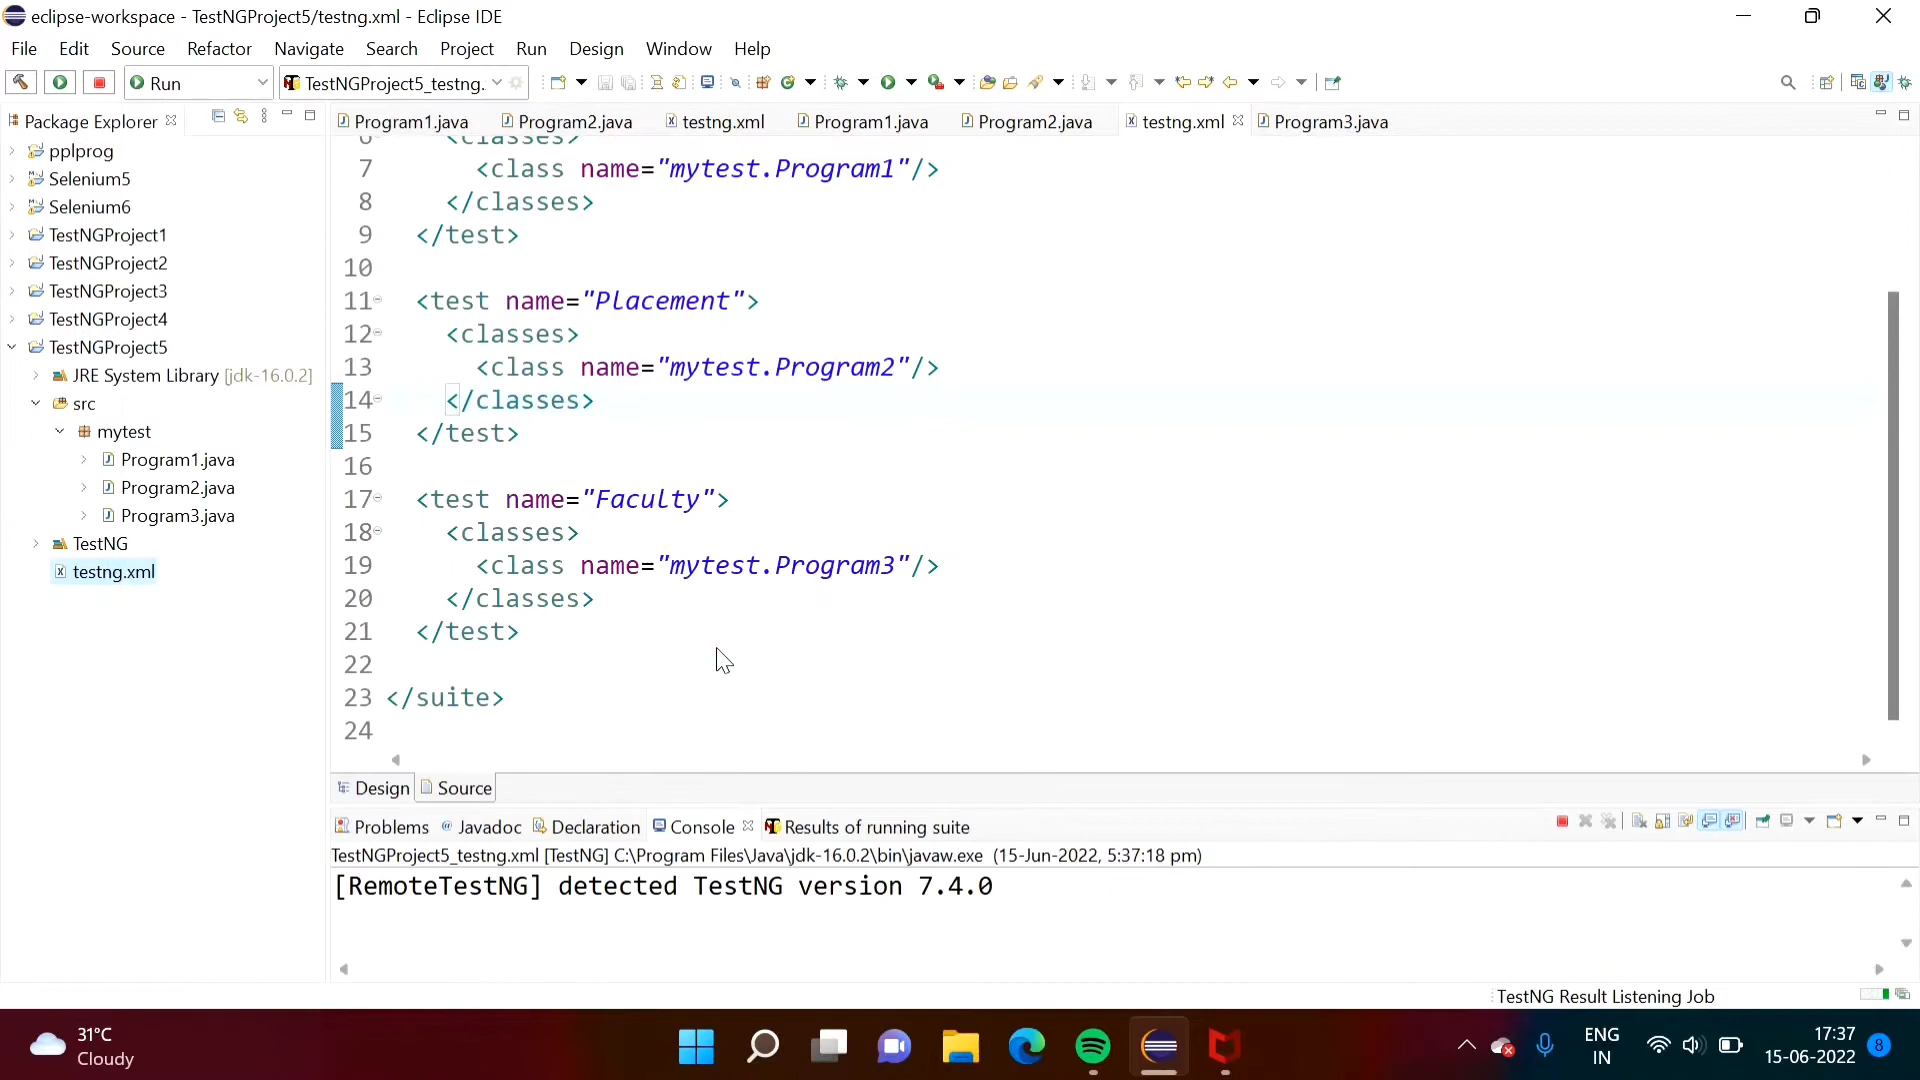 eclipse-workspace - TestNGProject5/testng.xml - Eclipse IDE
File Edit Source Refactor Navigate Search Project Run Design Window Help
Run TestNGProject5_testng.
Package Explorer
Program1.java Program2.java testng.xml Program1.java Program2.java testng.xml Program3.java
pplprog
Selenium5
Selenium6
TestNGProject1
TestNGProject2
TestNGProject3
TestNGProject4
TestNGProject5
JRE System Library [jdk-16.0.2]
src
mytest
Program1.java
Program2.java
Program3.java
TestNG
testng.xml
6 <classes>
7 <class name="mytest.Program1"/>
8 </classes>
9 </test>
10
11 <test name="Placement">
12 <classes>
13 <class name="mytest.Program2"/>
14 </classes>
15 </test>
16
17 <test name="Faculty">
18 <classes>
19 <class name="mytest.Program3"/>
20 </classes>
21 </test>
22
23 </suite>
24
Design Source
Problems Javadoc Declaration Console Results of running suite
TestNGProject5_testng.xml [TestNG] C:\Program Files\Java\jdk-16.0.2\bin\javaw.exe (15-Jun-2022, 5:37:18 pm)
[RemoteTestNG] detected TestNG version 7.4.0
TestNG Result Listening Job
31°C
Cloudy
ENG
IN
17:37
15-06-2022
8